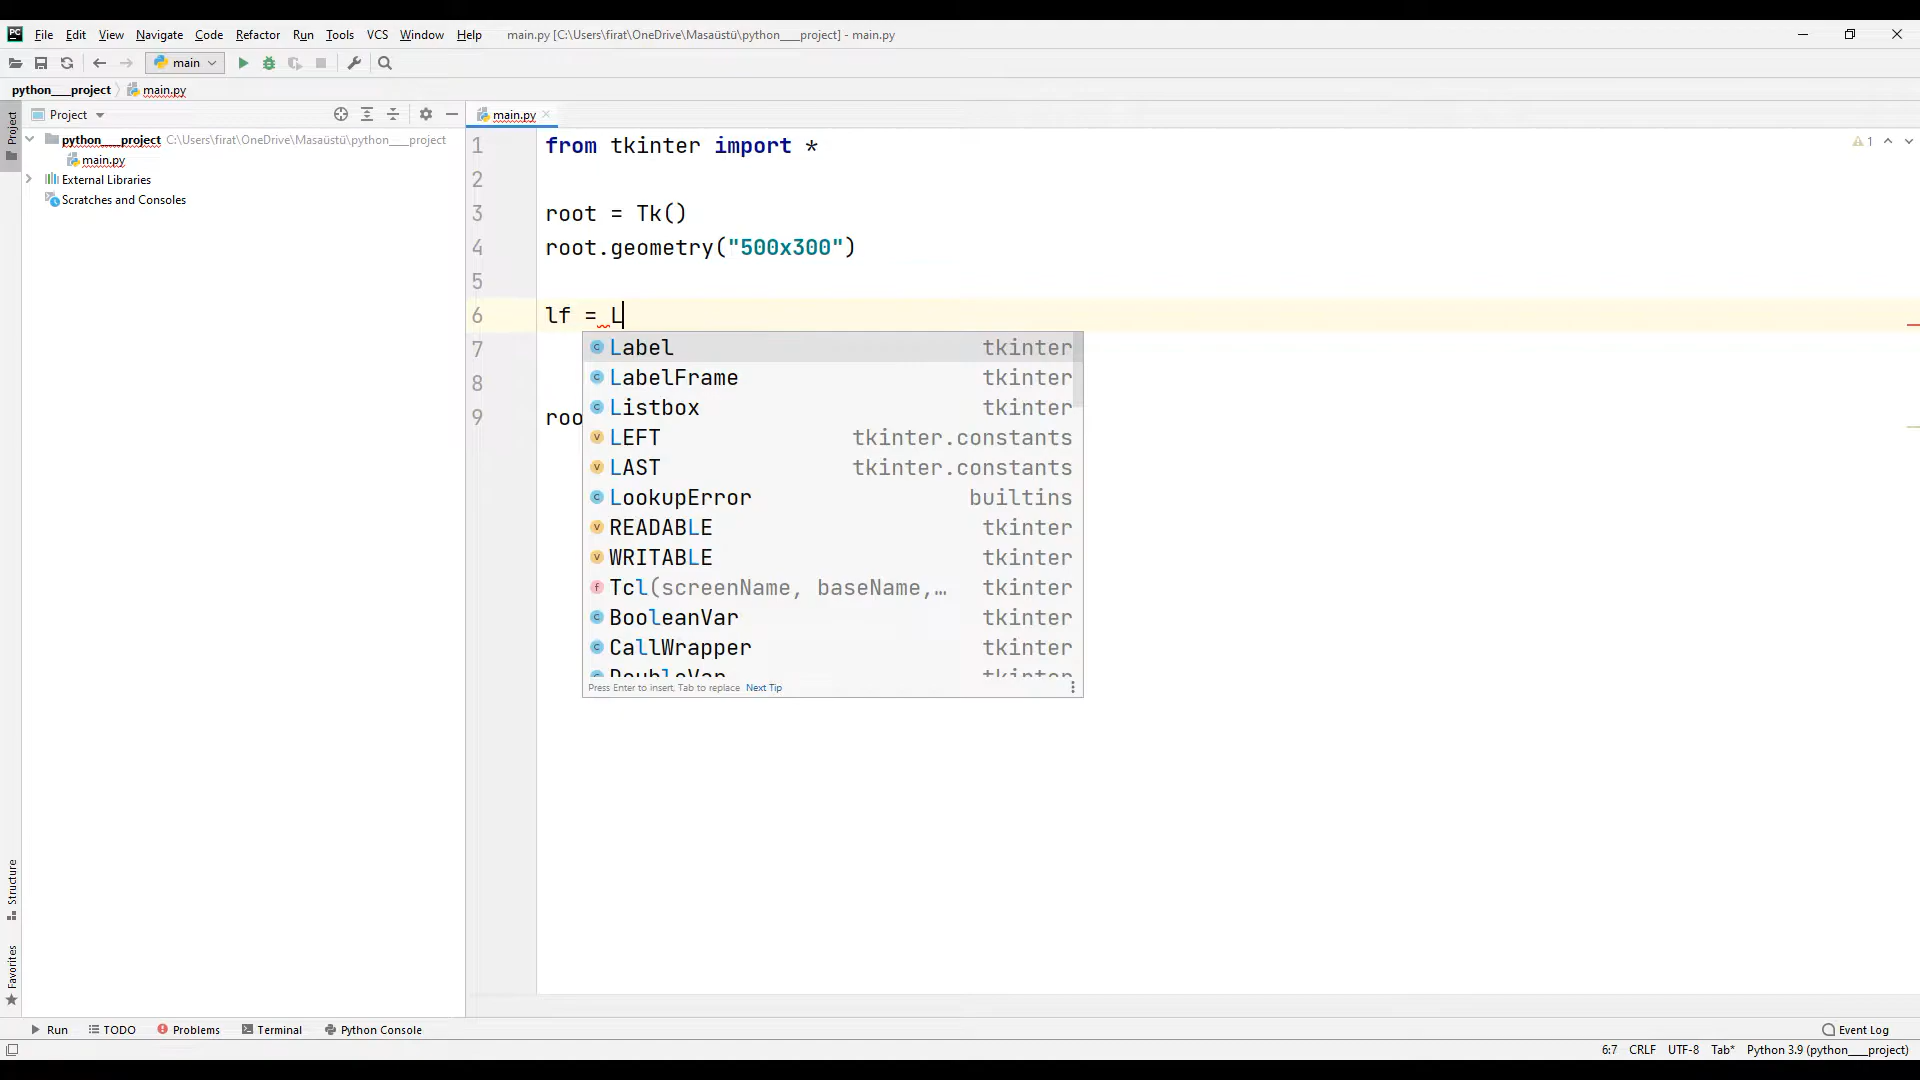 PC File Edit View Navigate Code Refactor Run Tools VCS Window Help main.py [C:\Users\firat\OneDrive\Masaüstü\python___project] - main.py
main
python___project main.py
Project
Project
main.py
python___project C:\Users\firat\OneDrive\Masaüstü\python___project
main.py
External Libraries
Scratches and Consoles
1 from tkinter import *
1
2
3 root = Tk()
4 root.geometry("500x300")
5
6 lf = L
7
8
9 roo
Label tkinter
LabelFrame tkinter
Listbox tkinter
LEFT tkinter.constants
LAST tkinter.constants
LookupError builtins
READABLE tkinter
WRITABLE tkinter
Tcl(screenName, baseName,… tkinter
BooleanVar tkinter
CallWrapper tkinter
DoubleVar tkinter
Press Enter to insert, Tab to replace Next Tip
Structure
Favorites
Run TODO Problems Terminal Python Console Event Log
6:7 CRLF UTF-8 Tab* Python 3.9 (python___project)